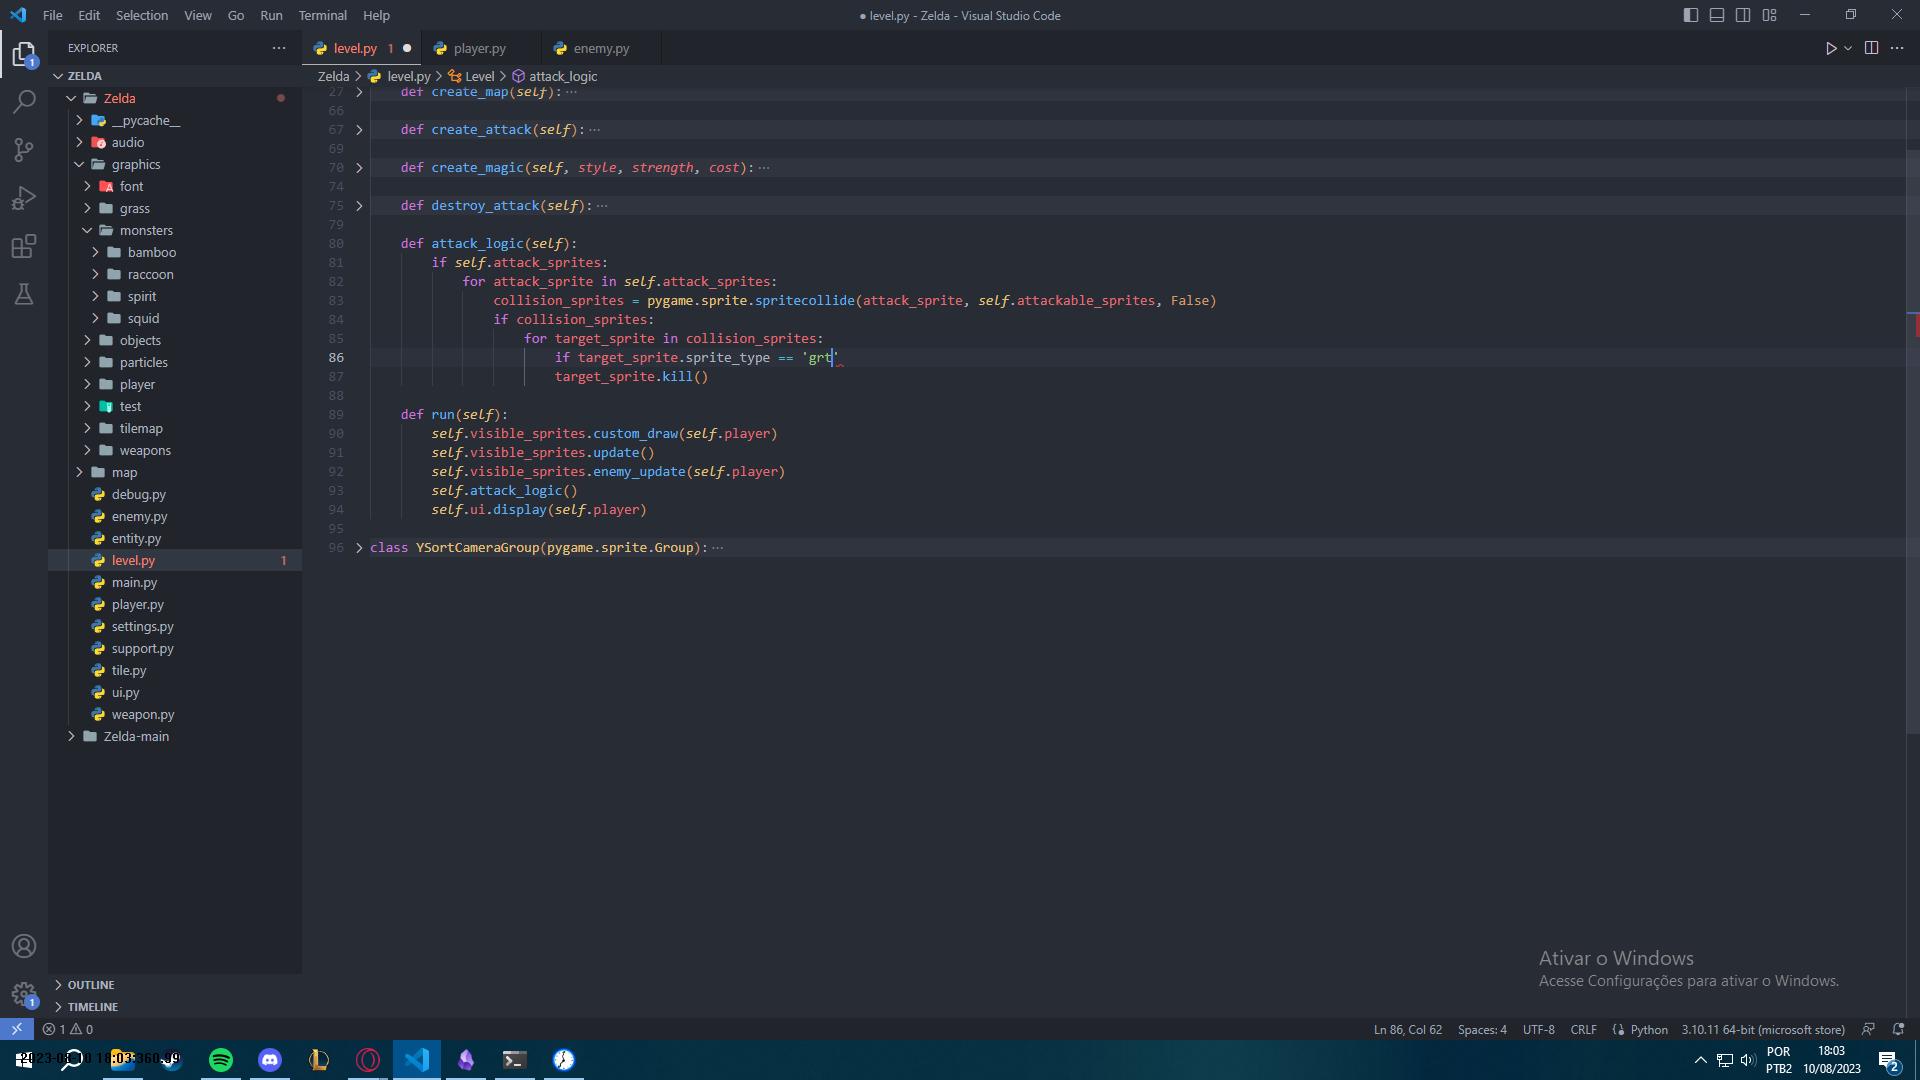 File Edit Selection View Go Run Terminal Help
● level.py - Zelda - Visual Studio Code
EXPLORER
level.py 1
player.py
enemy.py
ZELDA
Zelda
__pycache__
audio
graphics
font
grass
monsters
bamboo
raccoon
spirit
squid
objects
particles
player
test
tilemap
weapons
map
debug.py
enemy.py
entity.py
level.py 1
main.py
player.py
settings.py
support.py
tile.py
ui.py
weapon.py
Zelda-main
OUTLINE
TIMELINE
Zelda > level.py > Level > attack_logic
27 def create_map(self): ...
66
67 def create_attack(self): ...
69
70 def create_magic(self, style, strength, cost): ...
74
75 def destroy_attack(self): ...
79
80 def attack_logic(self):
81 if self.attack_sprites:
82 for attack_sprite in self.attack_sprites:
83 collision_sprites = pygame.sprite.spritecollide(attack_sprite, self.attackable_sprites, False)
84 if collision_sprites:
85 for target_sprite in collision_sprites:
86 if target_sprite.sprite_type == 'grt'
87 target_sprite.kill()
88
89 def run(self):
90 self.visible_sprites.custom_draw(self.player)
91 self.visible_sprites.update()
92 self.visible_sprites.enemy_update(self.player)
93 self.attack_logic()
94 self.ui.display(self.player)
95
96 class YSortCameraGroup(pygame.sprite.Group): ...
Ativar o Windows
Acesse Configurações para ativar o Windows.
1
1
1 0
Ln 86, Col 62 Spaces: 4 UTF-8 CRLF Python 3.10.11 64-bit (microsoft store)
POR
PTB2
18:03
10/08/2023
2